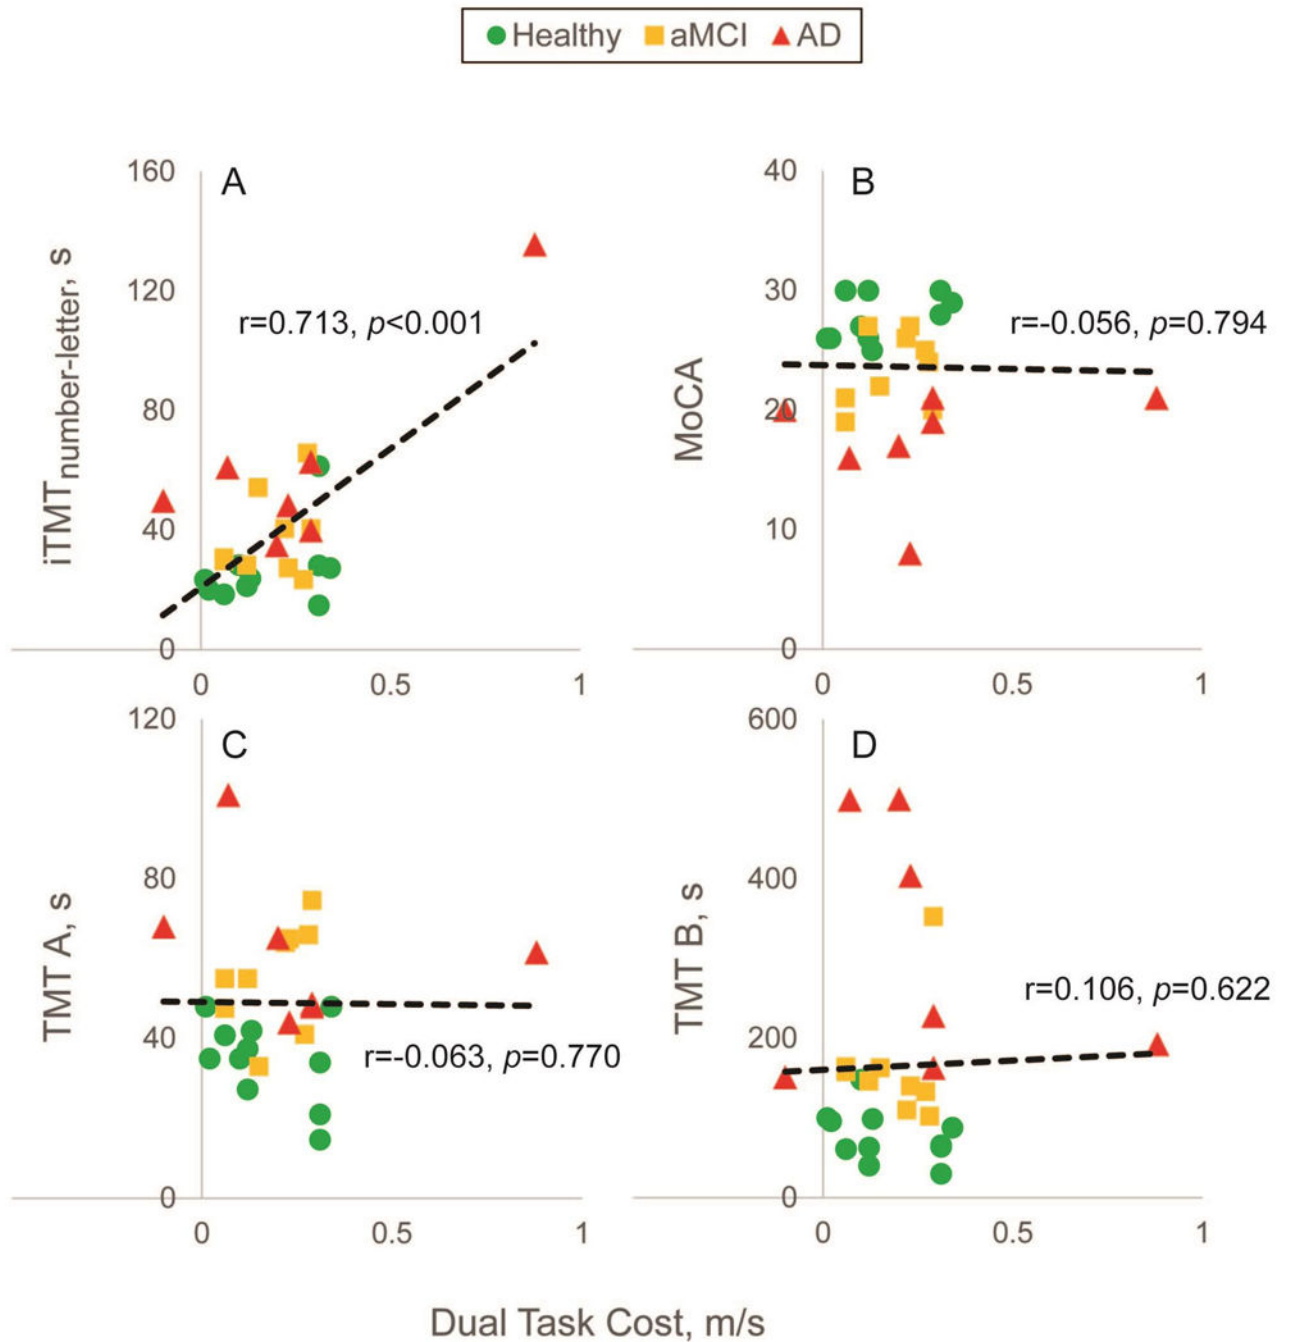 Healthy aMCI AD
A
160
120
80
40
0
0 0.5 1
iTMTnumber-letter, s
r=0.713, p<0.001
B
40
30
20
10
0
0 0.5 1
MoCA
r=-0.056, p=0.794
C
120
80
40
0
0 0.5 1
TMT A, s
r=-0.063, p=0.770
D
600
400
200
0
0 0.5 1
TMT B, s
r=0.106, p=0.622
Dual Task Cost, m/s